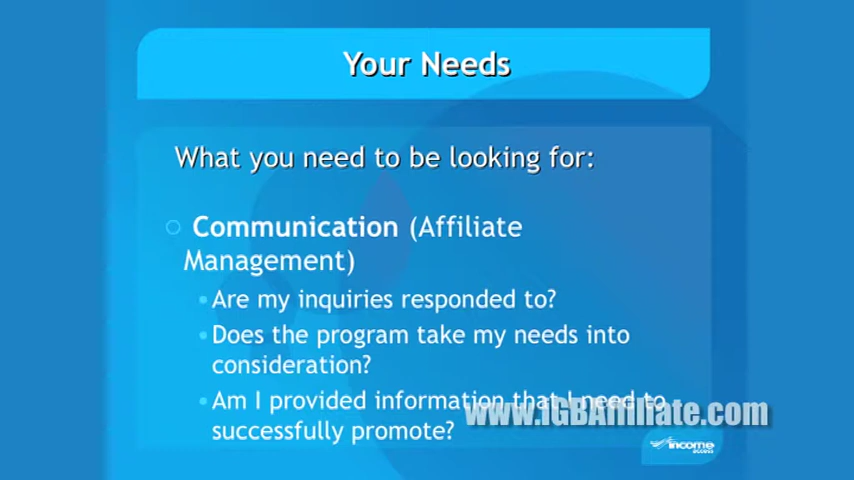 Your Needs
What you need to be looking for:
Communication (Affiliate
Management)
Are my inquiries responded to?
Does the program take my needs into
consideration?
Am I provided information that I need to
successfully promote?
www.iGBAffiliate.com
income
access